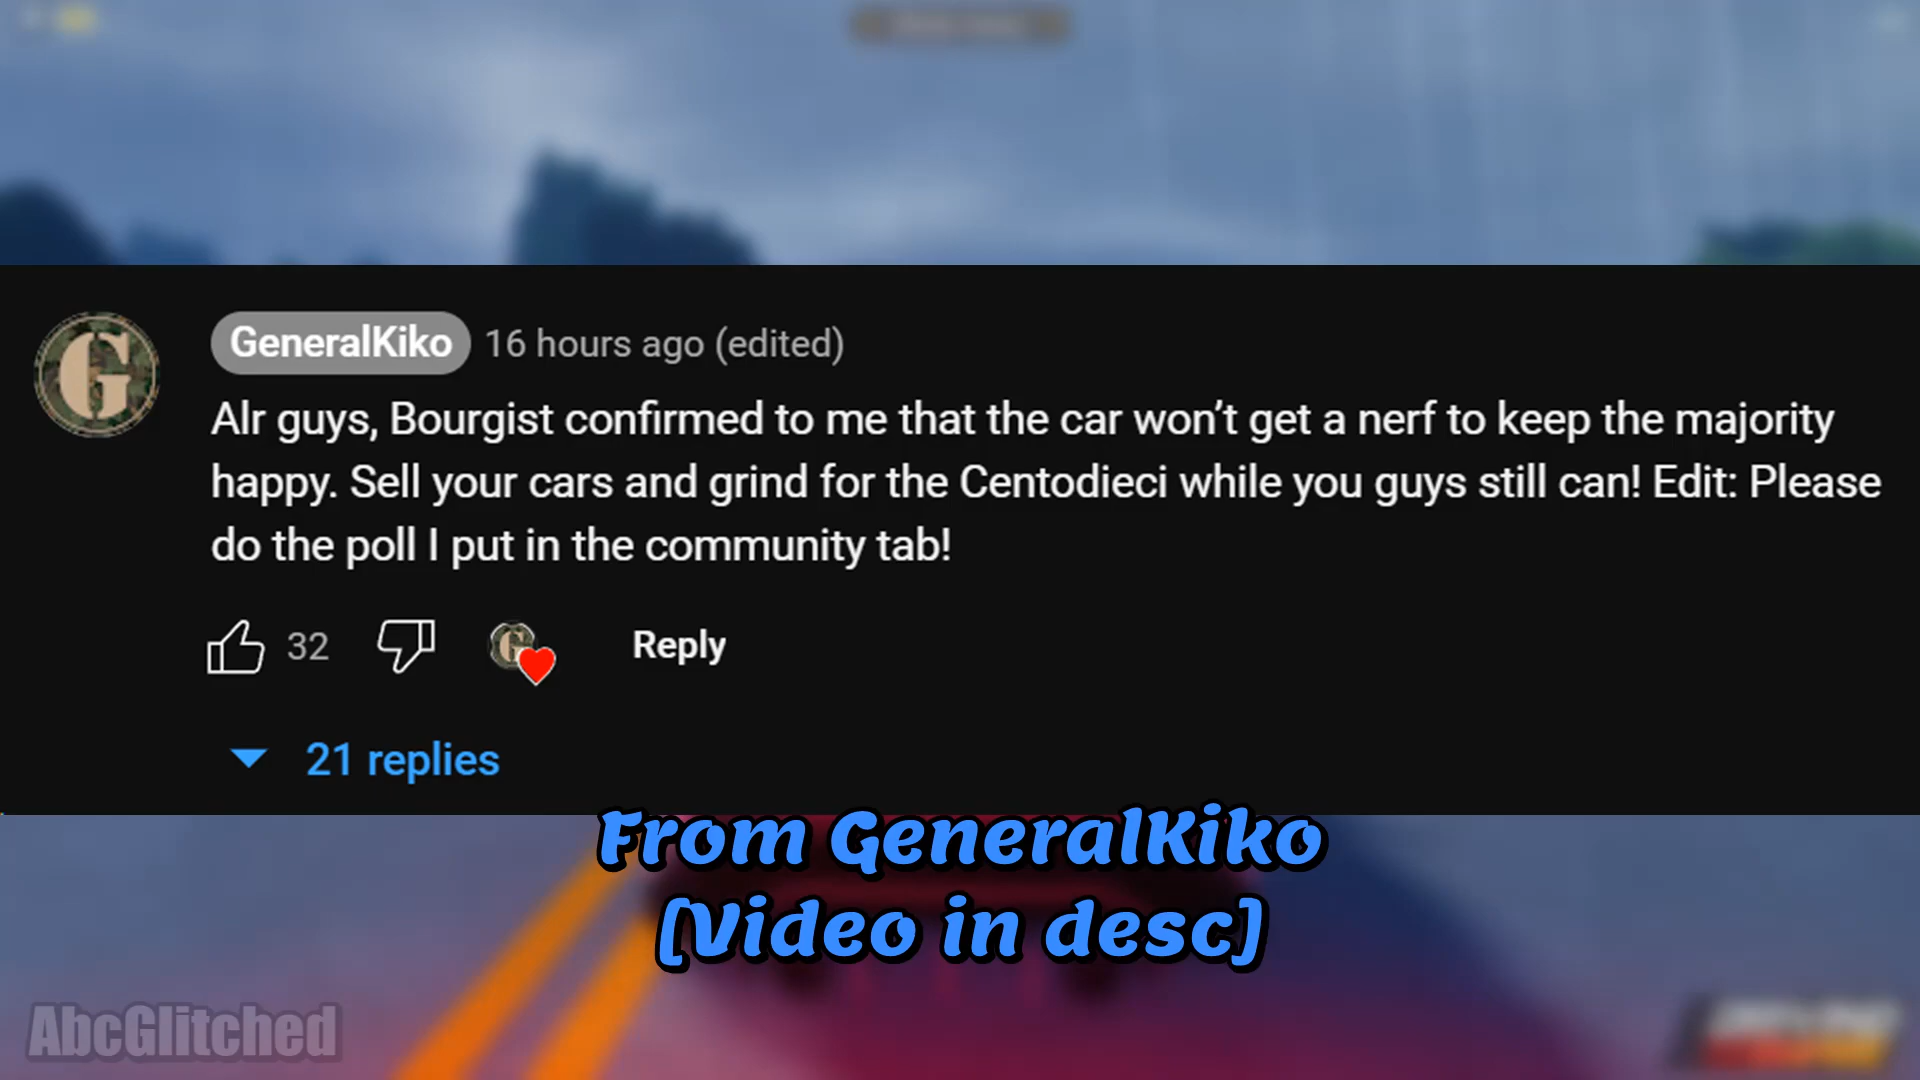 GeneralKiko 16 hours ago (edited)
Alr guys, Bourgist confirmed to me that the car won’t get a nerf to keep the majority
happy. Sell your cars and grind for the Centodieci while you guys still can! Edit: Please
do the poll I put in the community tab!
32 Reply
21 replies
From GeneralKiko
(Video in desc)
AbcGlitched